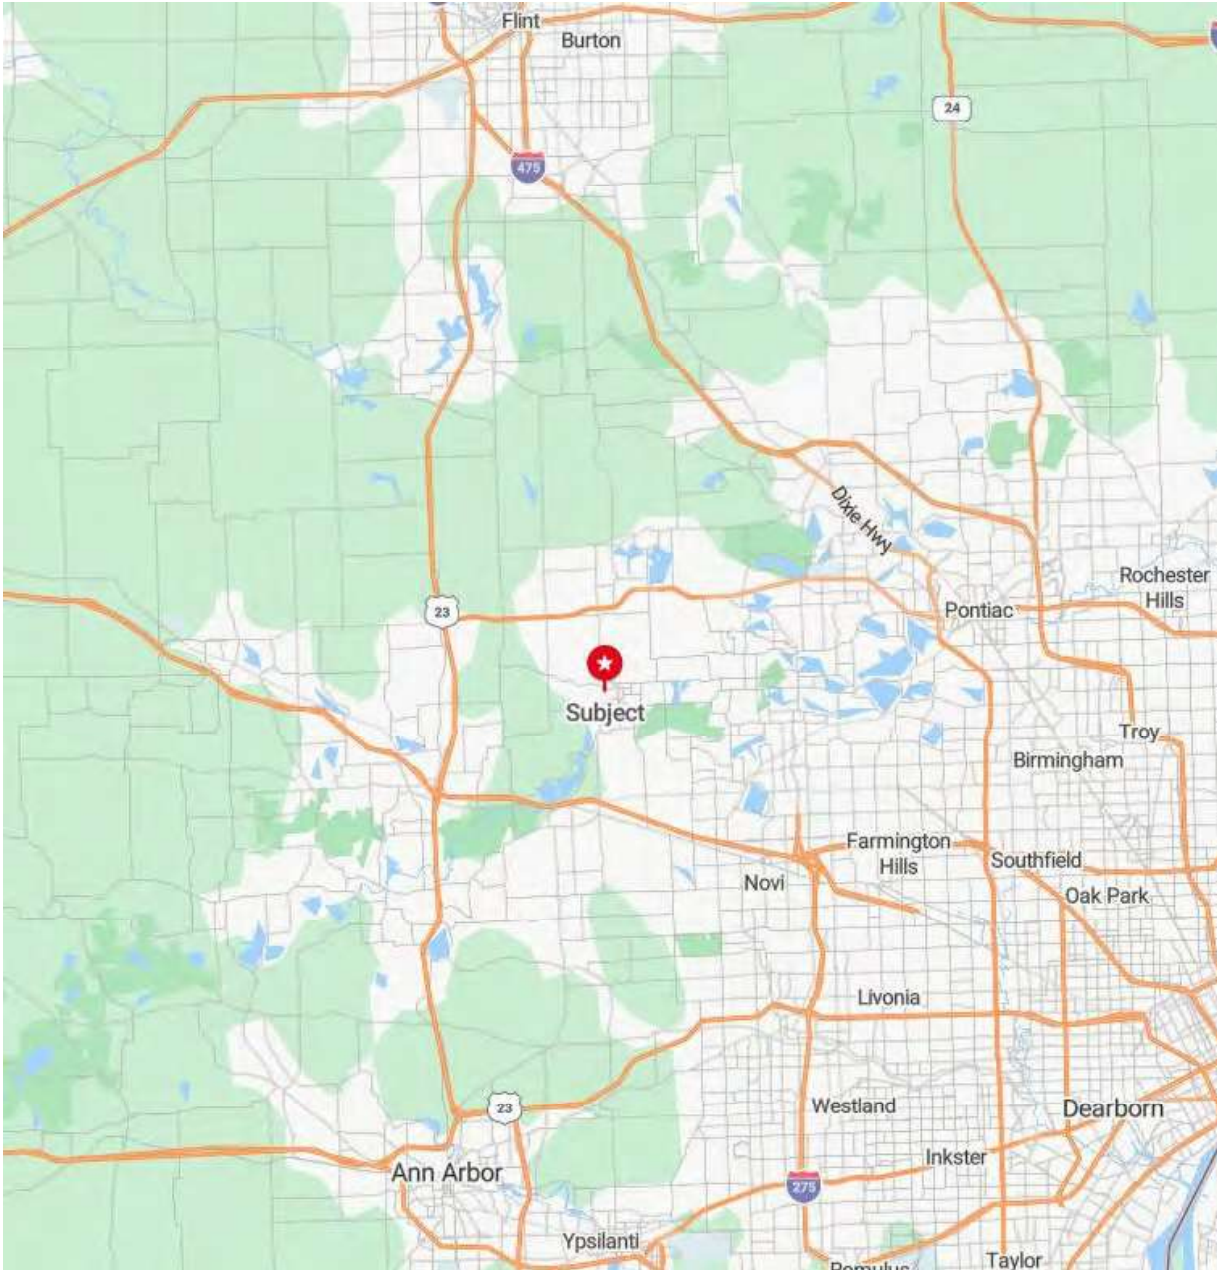 Flint
Burton
24
475
Dixie Hwy
Rochester
Hills
23
Pontiac
Subject
Troy
Birmingham
Farmington
Hills
Southfield
Novi
Oak Park
Livonia
Westland
23
Dearborn
Inkster
Ann Arbor
275
Ypsilanti
Taylor
Romulus